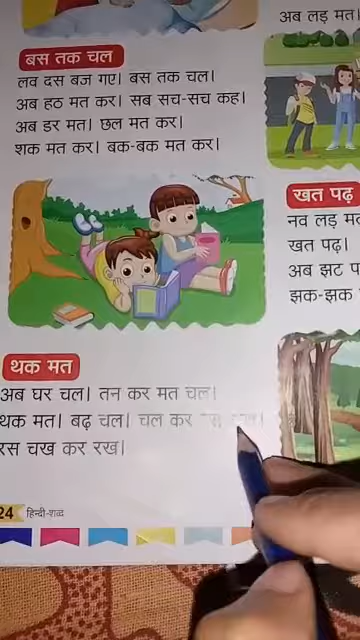 अब लड़ मत।
बस तक चल
लव दस बज गए। बस तक चल।
अब हठ मत कर। सब सच-सच कह।
अब डर मत। छल मत कर।
शक मत कर। बक-बक मत कर।
खत पढ़
नव लड़ म
खत पढ़।
अब झट प
झक-झक
थक मत
अब घर चल। तन कर मत चल।
थक मत। बढ़ चल। चल कर
रस चख कर रख।
24 हिन्दी-शब्द